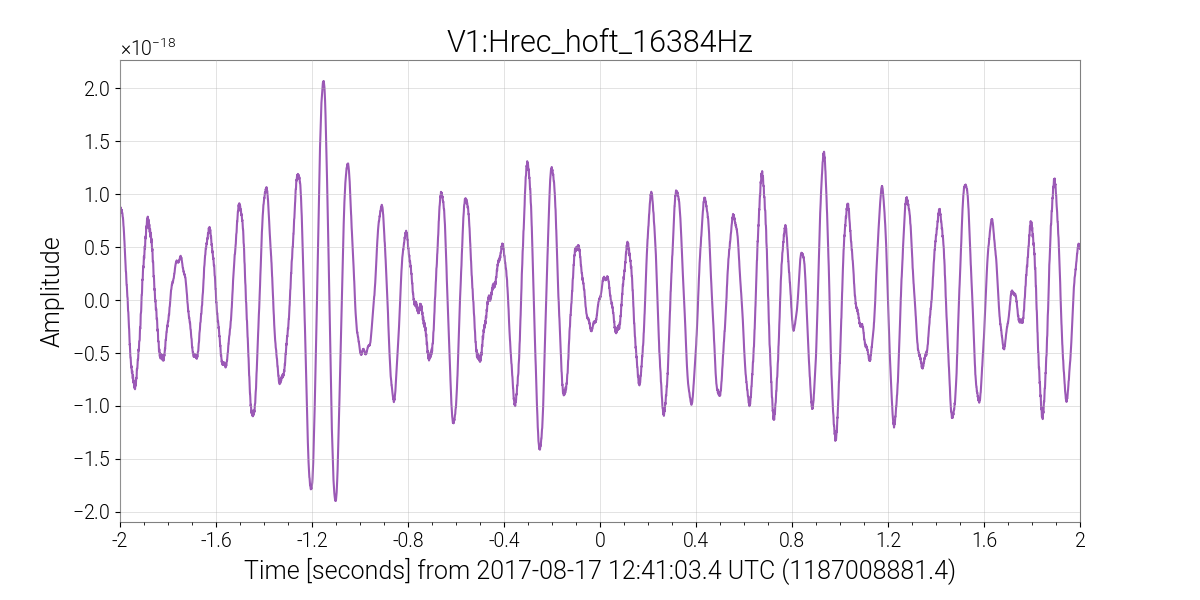 V1:Hrec_hoft_16384Hz
×10⁻¹⁸
2.0
1.5
1.0
0.5
0.0
−0.5
−1.0
−1.5
−2.0
Amplitude
-2 -1.6 -1.2 -0.8 -0.4 0 0.4 0.8 1.2 1.6 2
Time [seconds] from 2017-08-17 12:41:03.4 UTC (1187008881.4)